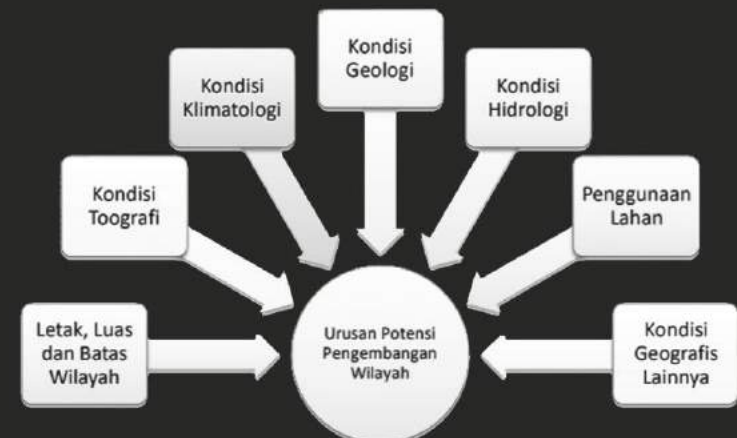 Kondisi
Geologi
Kondisi
Klimatologi
Kondisi
Hidrologi
Kondisi
Toografi
Penggunaan
Lahan
Letak, Luas
dan Batas
Wilayah
Urusan Potensi
Pengembangan
Wilayah
Kondisi
Geografis
Lainnya